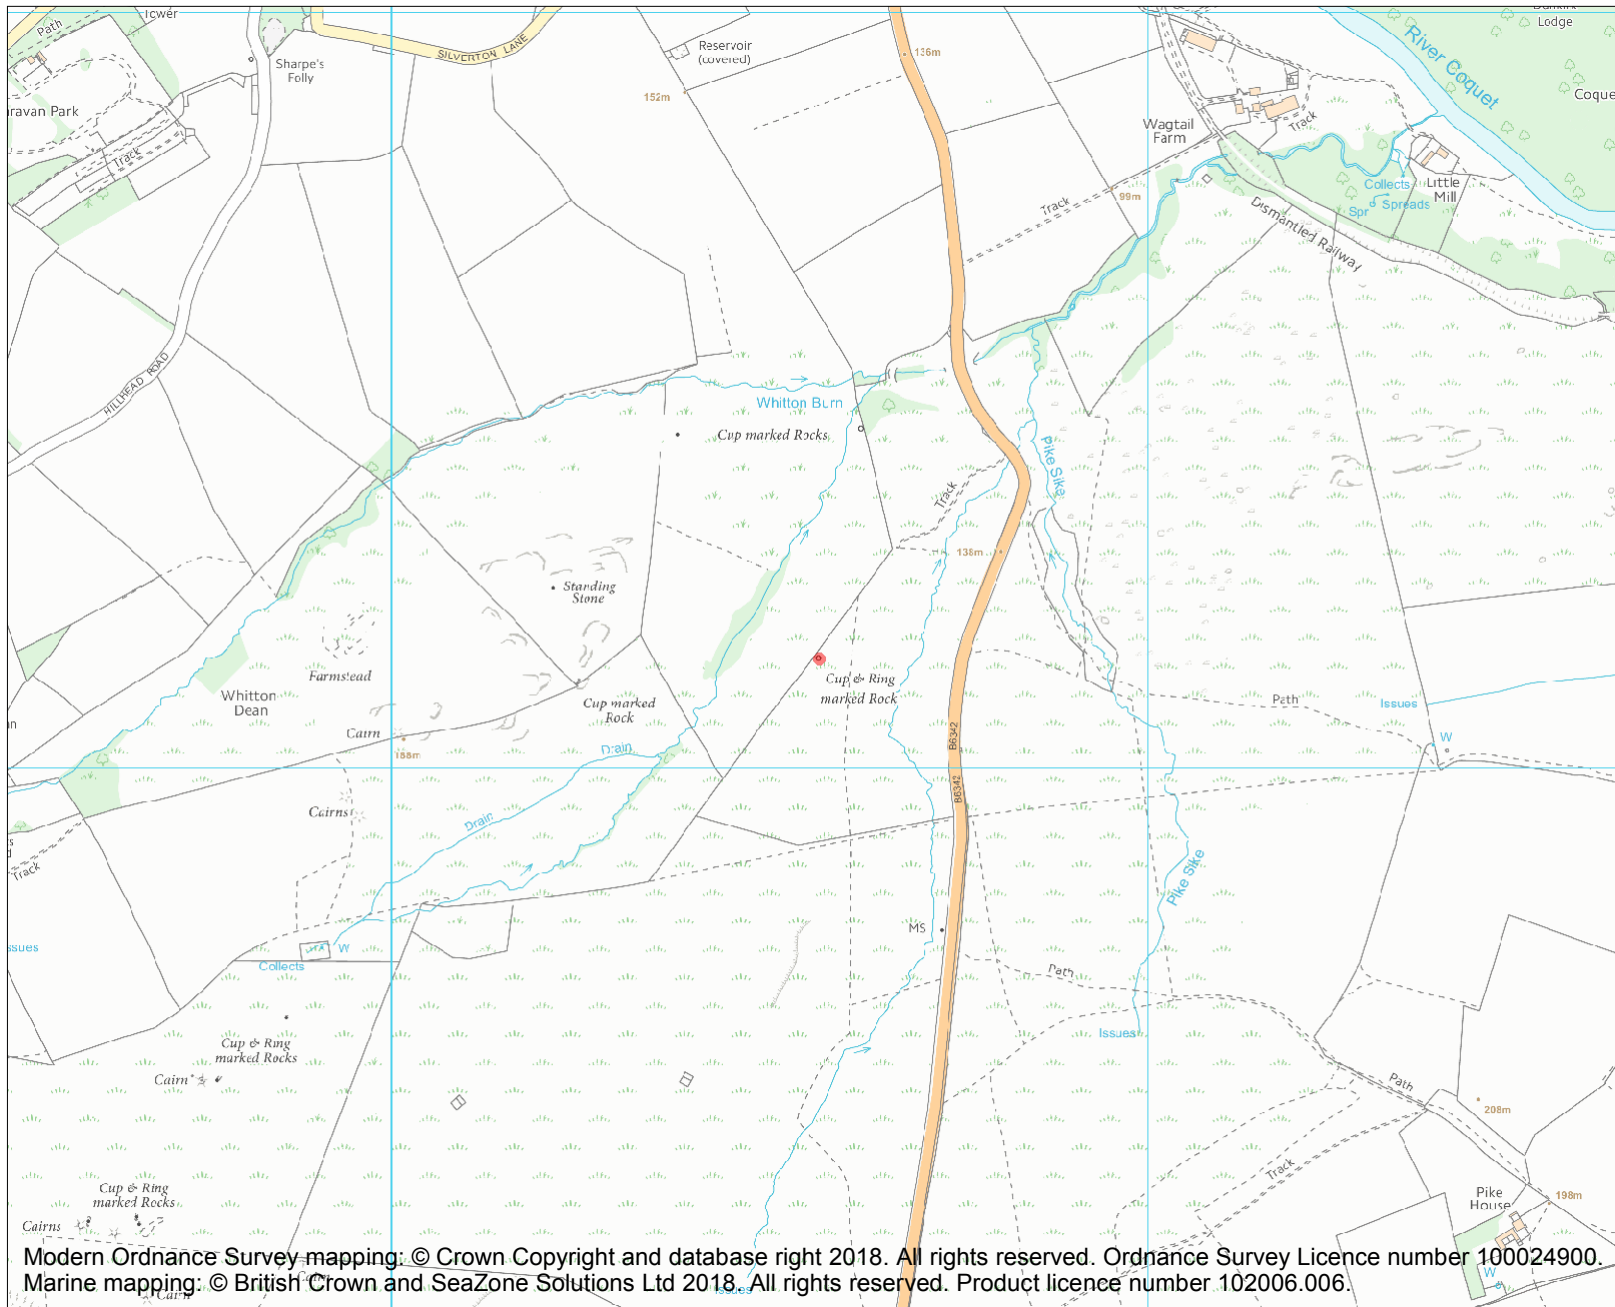 Path
Tower
SILVERTON LANE
Sharpe's
Folly
Reservoir
(covered)
136m
152m
Lodge
River Coquet
Coque
aravan Park
Track
Wagtail
Farm
Track
Collects
Little
Mill
Spr
Spreads
99m
Track
Dismantled Railway
HILLHEAD ROAD
Whitton Burn
Cup marked Rocks
Pike Sike
Track
138m
Standing
Stone
Farmstead
Whitton
Dean
Cup & Ring
marked Rock
Cup marked
Rock
Path
Issues
W
Cairn
188m
Drain
B6342
B6342
Cairns
Drain
Track
Pike Sike
MS
ssues
W
Collects
Path
Issues
Cup & Ring
marked Rocks
Cairn
Path
208m
Track
Cup & Ring
marked Rocks
Cairns
Pike
House
198m
Modern Ordnance Survey mapping: © Crown Copyright and database right 2018. All rights reserved. Ordnance Survey Licence number 100024900.
Marine mapping: © British Crown and SeaZone Solutions Ltd 2018. All rights reserved. Product licence number 102006.006.
W
Cairn
Issues
Cairn